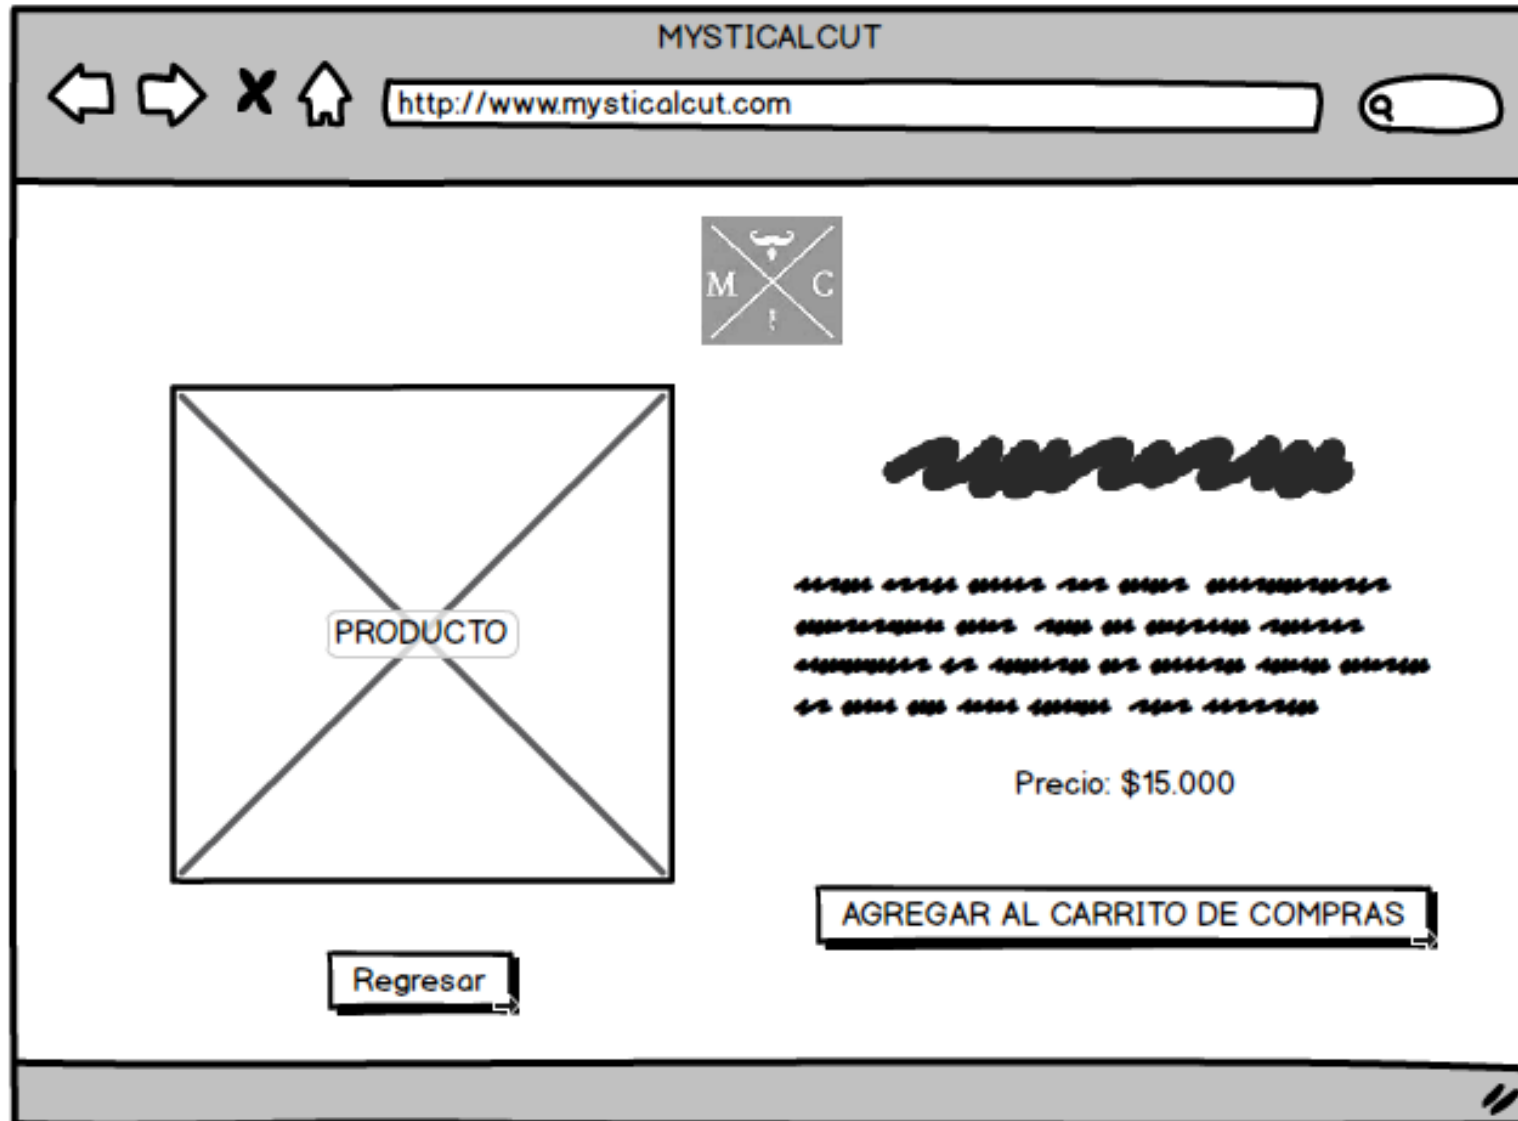 MYSTICALCUT
http://www.mysticalcut.com
M C
PRODUCTO
Precio: $15.000
AGREGAR AL CARRITO DE COMPRAS
Regresar